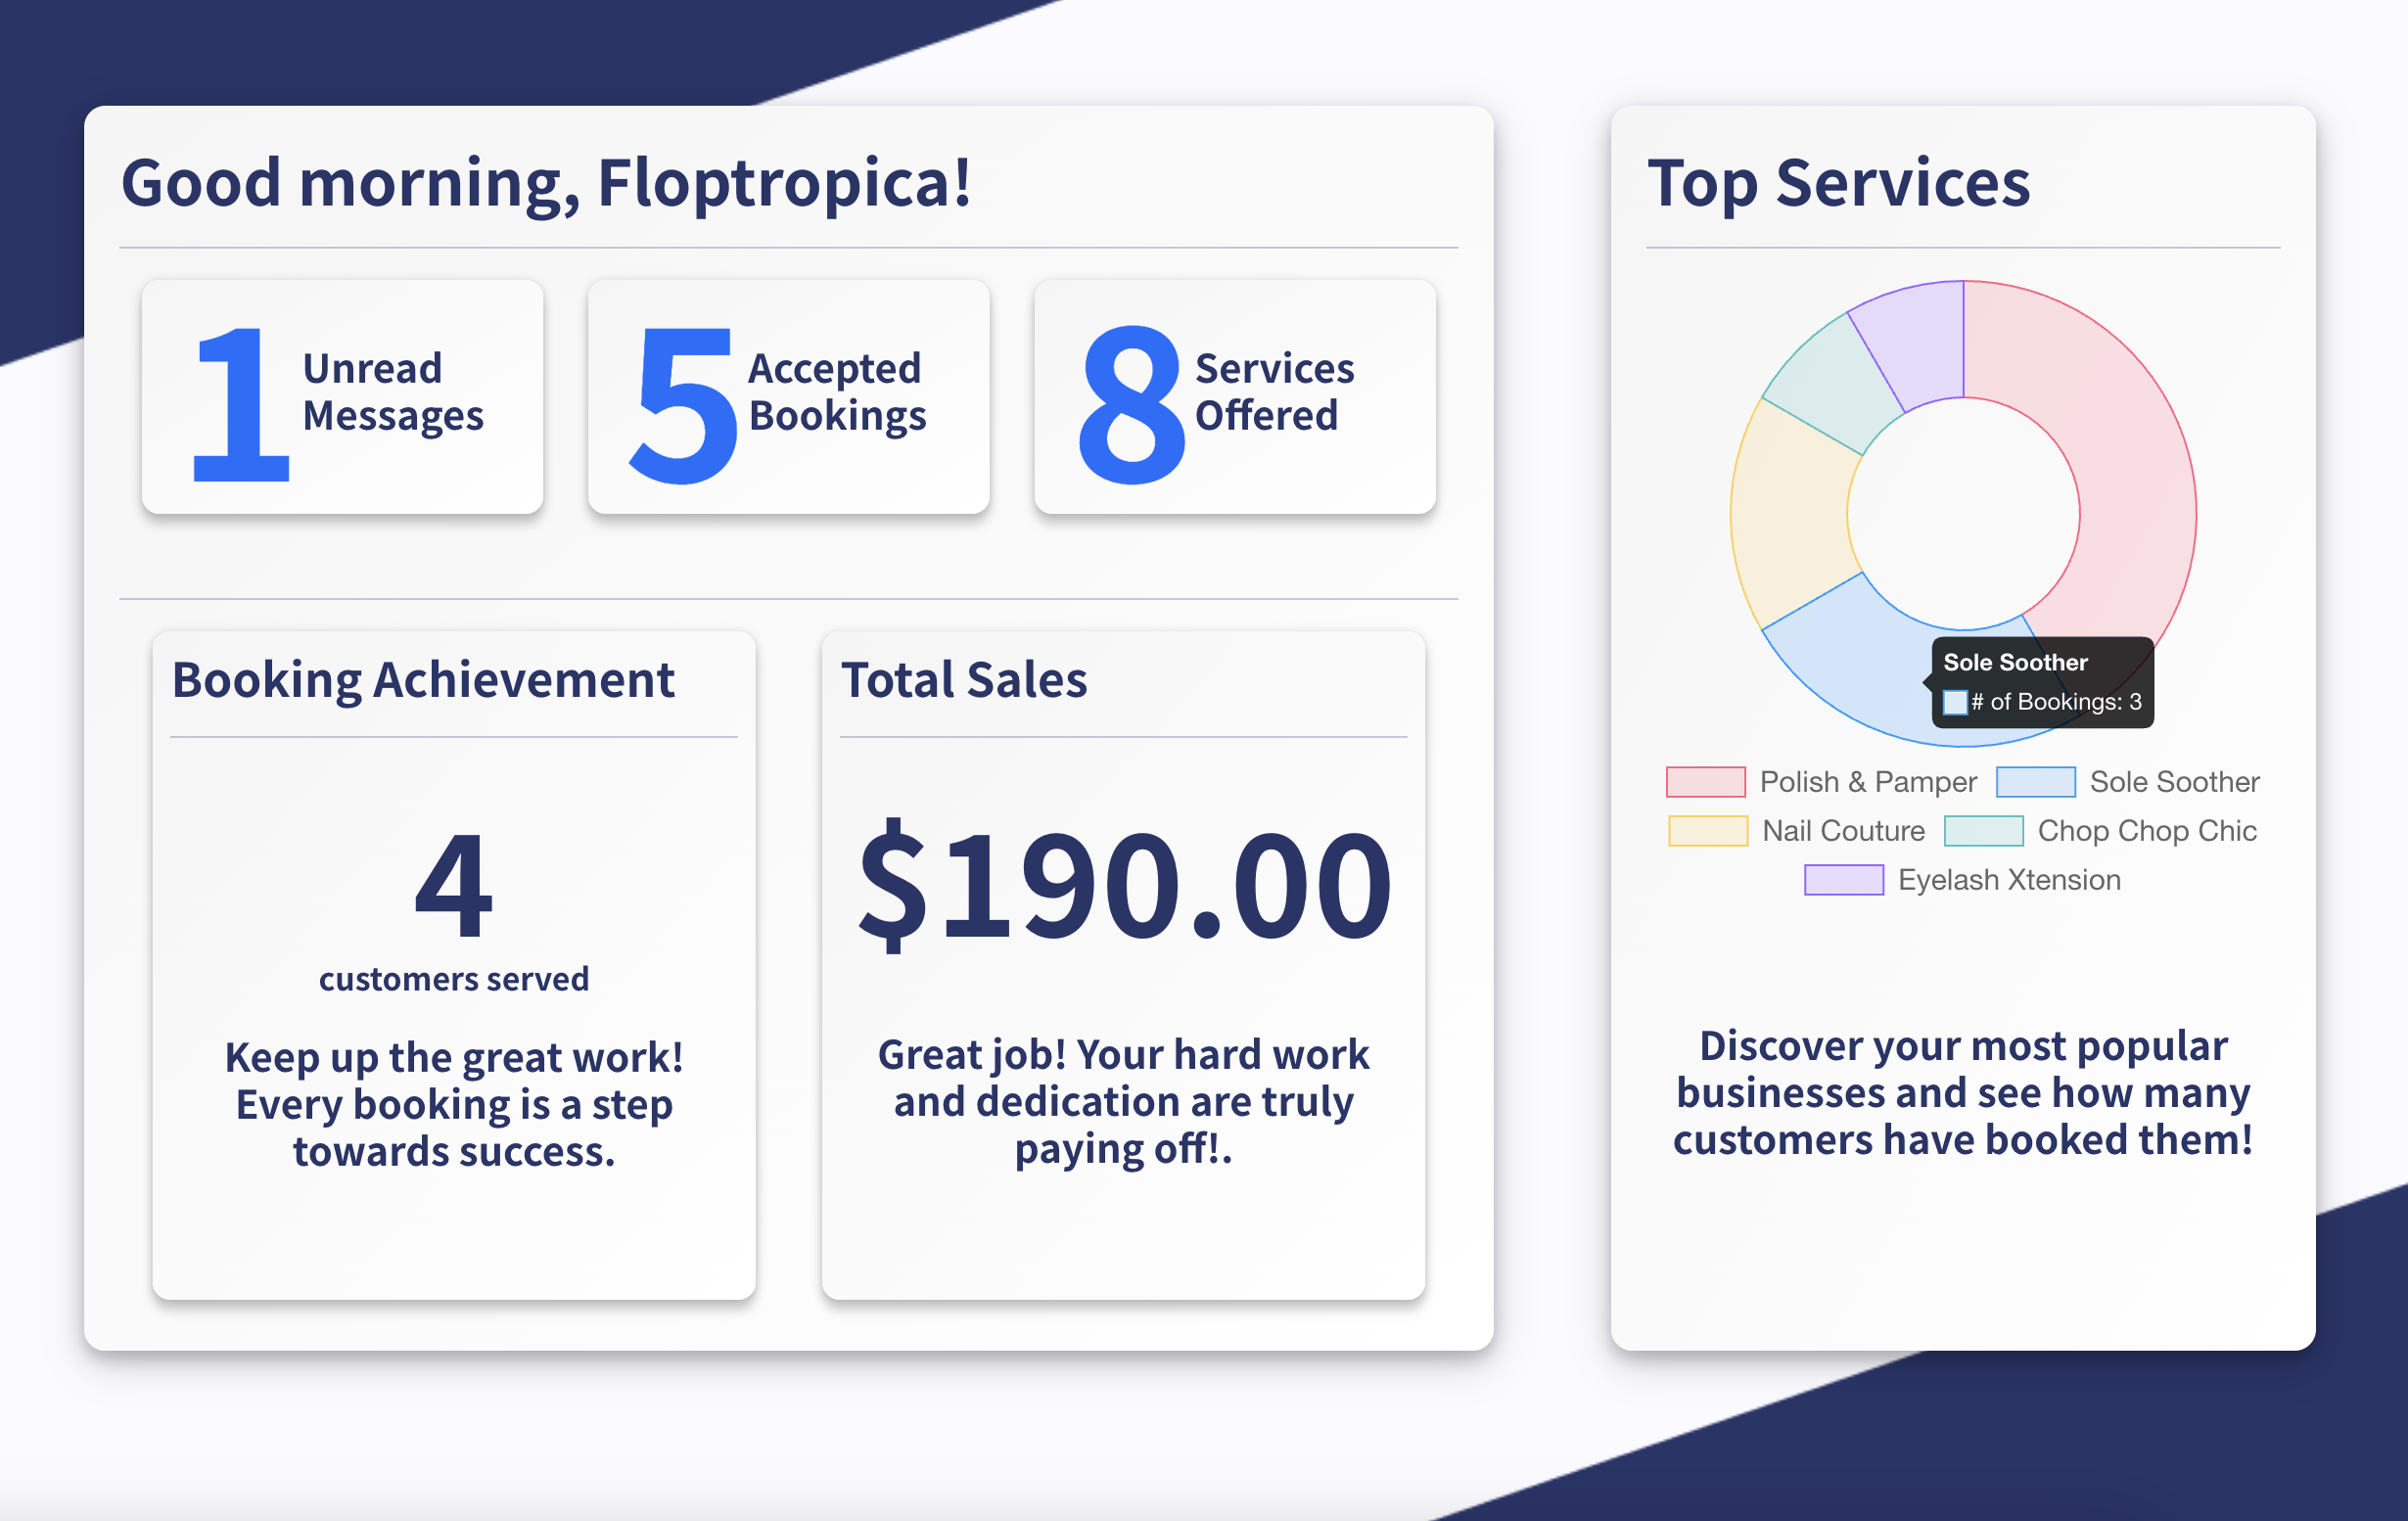 Good morning, Floptropica!
1
Unread
Messages
5
Accepted
Bookings
8
Services
Offered
Booking Achievement
4
customers served
Keep up the great work!
Every booking is a step
towards success.
Total Sales
$190.00
Great job! Your hard work
and dedication are truly
paying off!.
Top Services
Sole Soother
# of Bookings: 3
Polish & Pamper
Sole Soother
Nail Couture
Chop Chop Chic
Eyelash Xtension
Discover your most popular
businesses and see how many
customers have booked them!